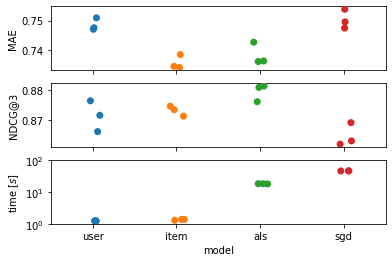 0.75
0.74
MAE
0.88
0.87
NDCG@3
10²
10¹
10⁰
time [s]
user item als sgd
model